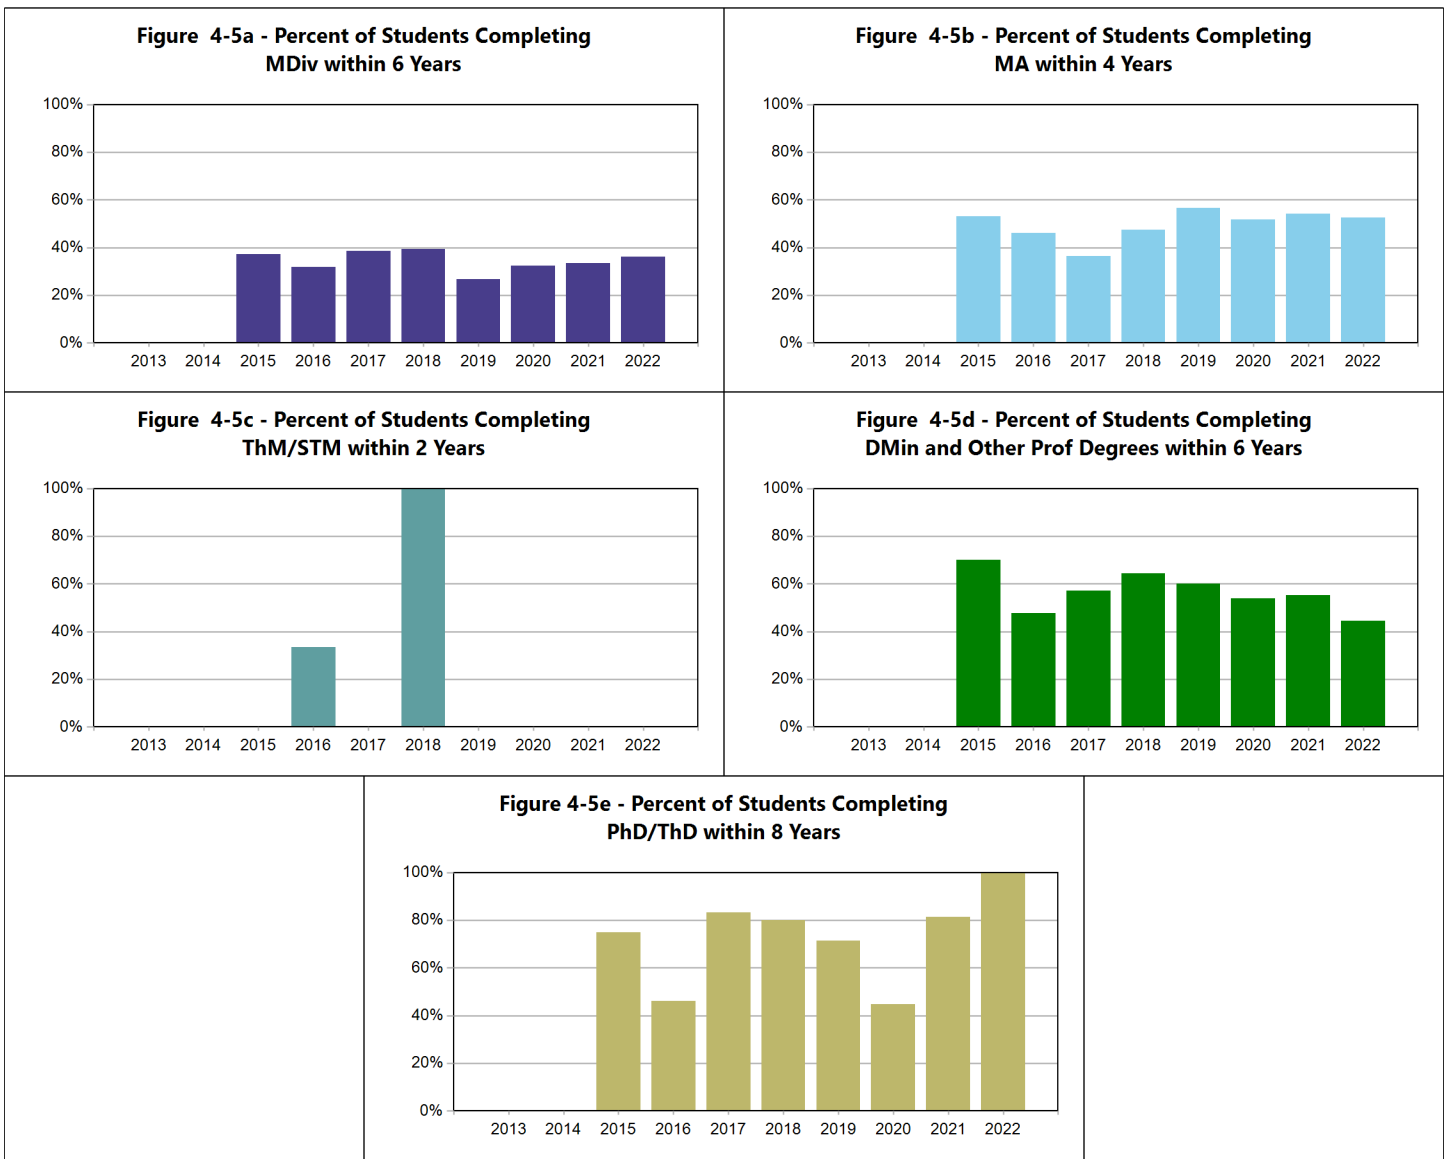 Figure 4-5a - Percent of Students Completing
MDiv within 6 Years
100%
80%
60%
40%
20%
0%
2013 2014 2015 2016 2017 2018 2019 2020 2021 2022
Figure 4-5b - Percent of Students Completing
MA within 4 Years
100%
80%
60%
40%
20%
0%
2013 2014 2015 2016 2017 2018 2019 2020 2021 2022
Figure 4-5c - Percent of Students Completing
ThM/STM within 2 Years
100%
80%
60%
40%
20%
0%
2013 2014 2015 2016 2017 2018 2019 2020 2021 2022
Figure 4-5d - Percent of Students Completing
DMin and Other Prof Degrees within 6 Years
100%
80%
60%
40%
20%
0%
2013 2014 2015 2016 2017 2018 2019 2020 2021 2022
Figure 4-5e - Percent of Students Completing
PhD/ThD within 8 Years
100%
80%
60%
40%
20%
0%
2013 2014 2015 2016 2017 2018 2019 2020 2021 2022